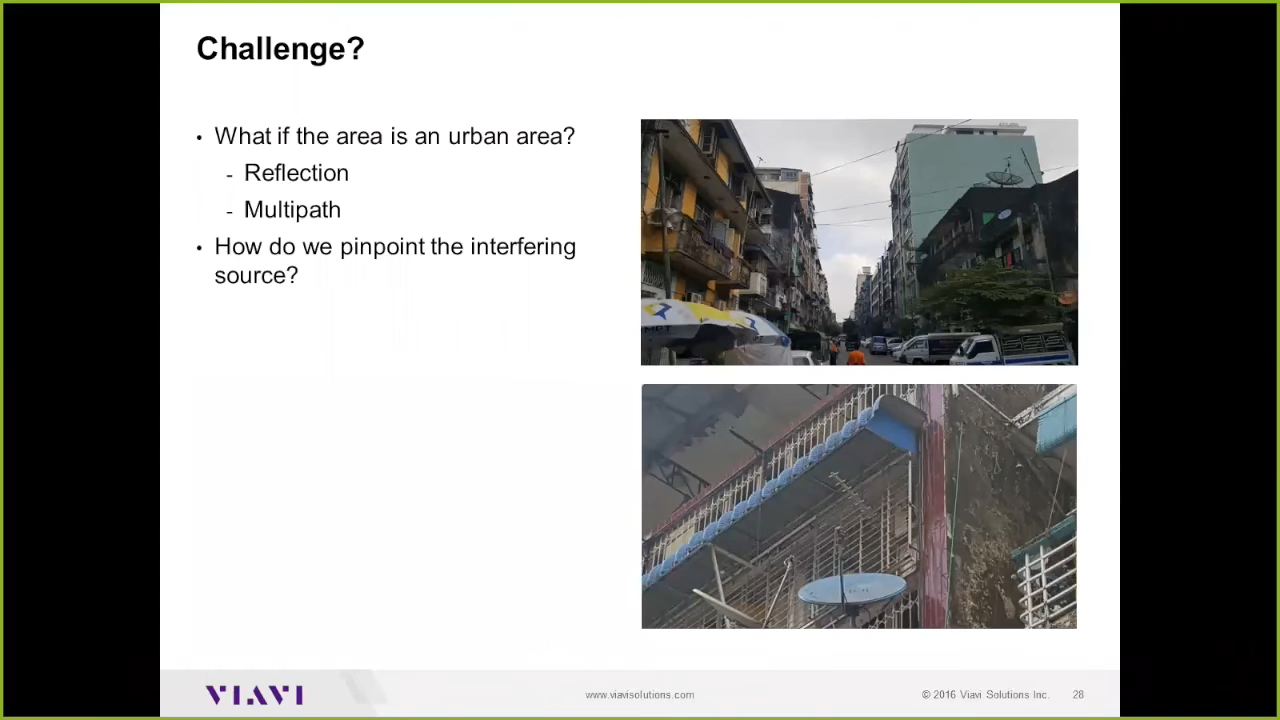 Challenge?
• What if the area is an urban area?
- Reflection
- Multipath
• How do we pinpoint the interfering
source?
VIAVI
www.viavisolutions.com
© 2016 Viavi Solutions Inc.
28